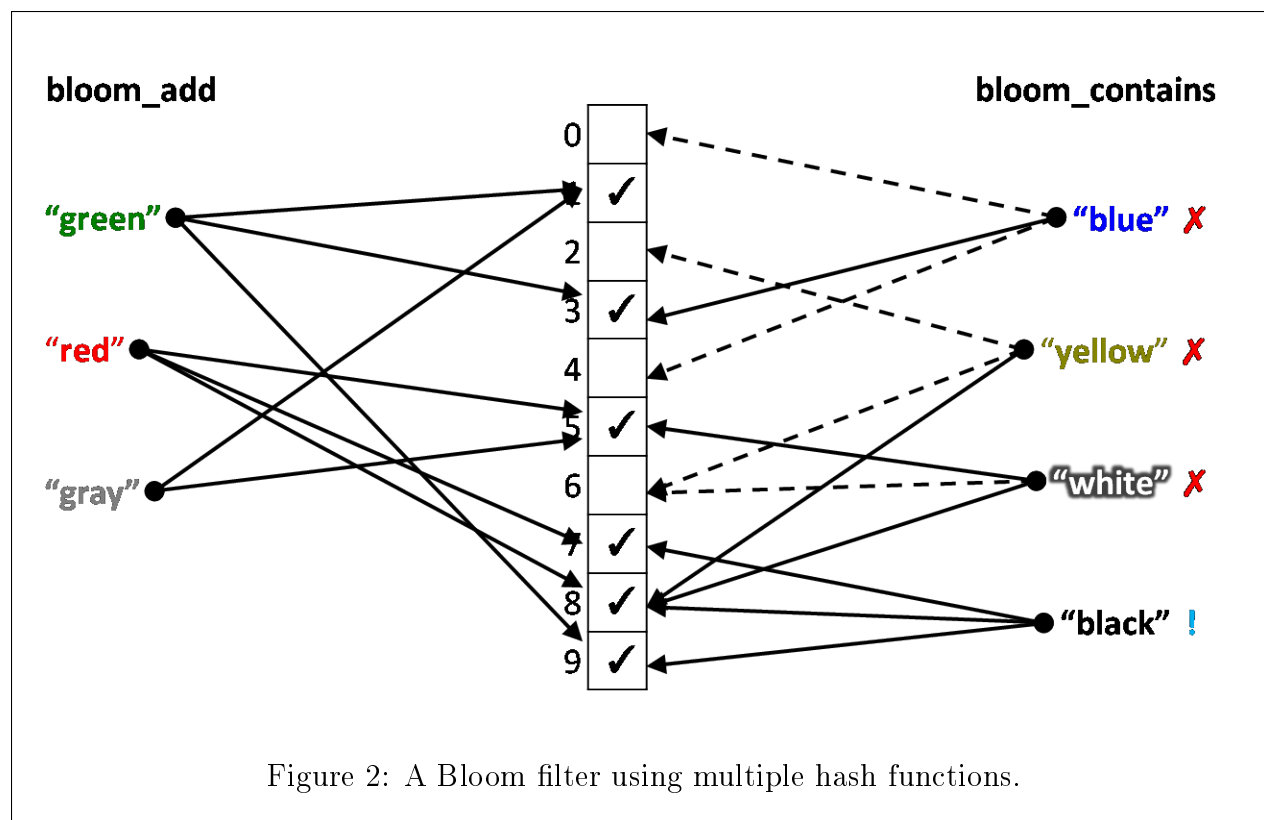 bloom_add
bloom_contains
0
1
"green"
"blue" ✗
2
3
"red"
"yellow" ✗
4
5
"gray"
"white" ✗
6
7
8
"black" !
9
Figure 2: A Bloom filter using multiple hash functions.